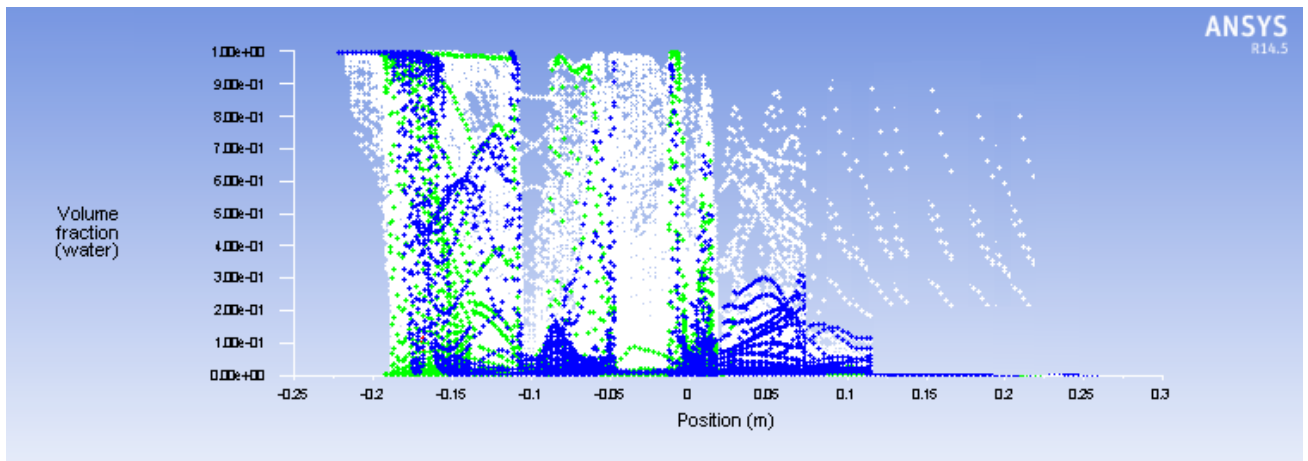 ANSYS
R14.5
1.00e+00
9.00e-01
8.00e-01
7.00e-01
6.00e-01
5.00e-01
4.00e-01
3.00e-01
2.00e-01
1.00e-01
0.00e+00
Volume
fraction
(water)
-0.25
-0.2
-0.15
-0.1
-0.05
0
0.05
0.1
0.15
0.2
0.25
0.3
Position (m)